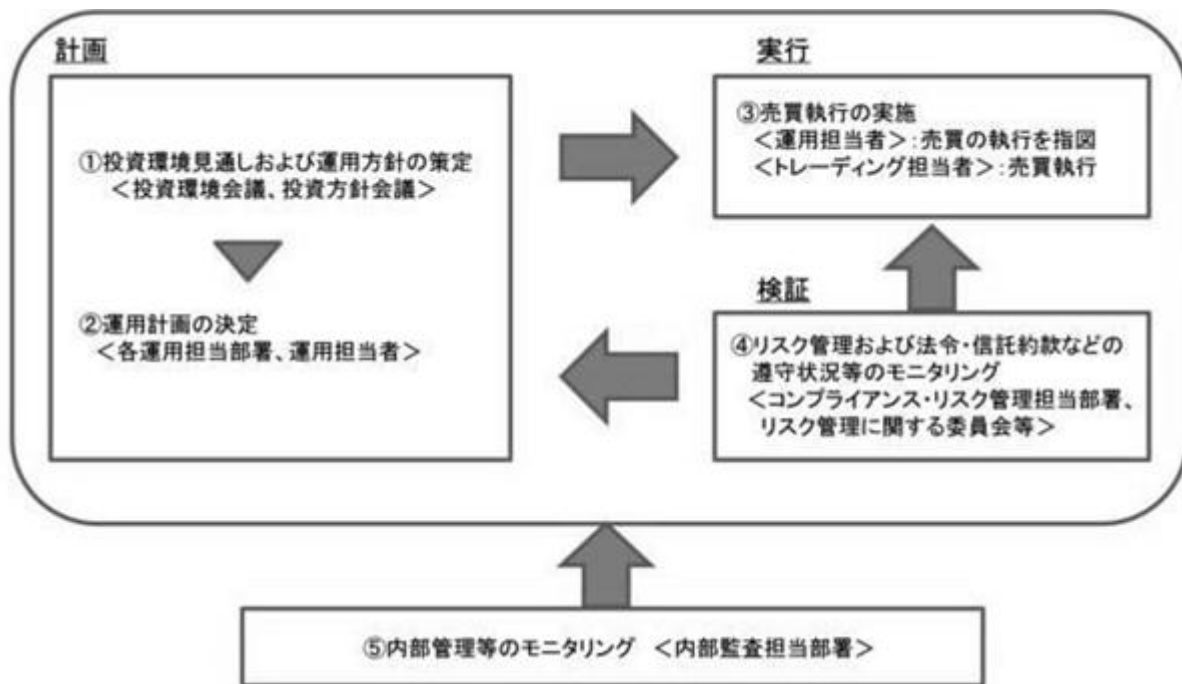 計画
①投資環境見通しおよび運用方針の策定
＜投資環境会議、投資方針会議＞
②運用計画の決定
＜各運用担当部署、運用担当者＞
実行
③売買執行の実施
＜運用担当者＞：売買の執行を指図
＜トレーディング担当者＞：売買執行
検証
④リスク管理および法令・信託約款などの
遵守状況等のモニタリング
＜コンプライアンス・リスク管理担当部署、
リスク管理に関する委員会等＞
⑤内部管理等のモニタリング ＜内部監査担当部署＞